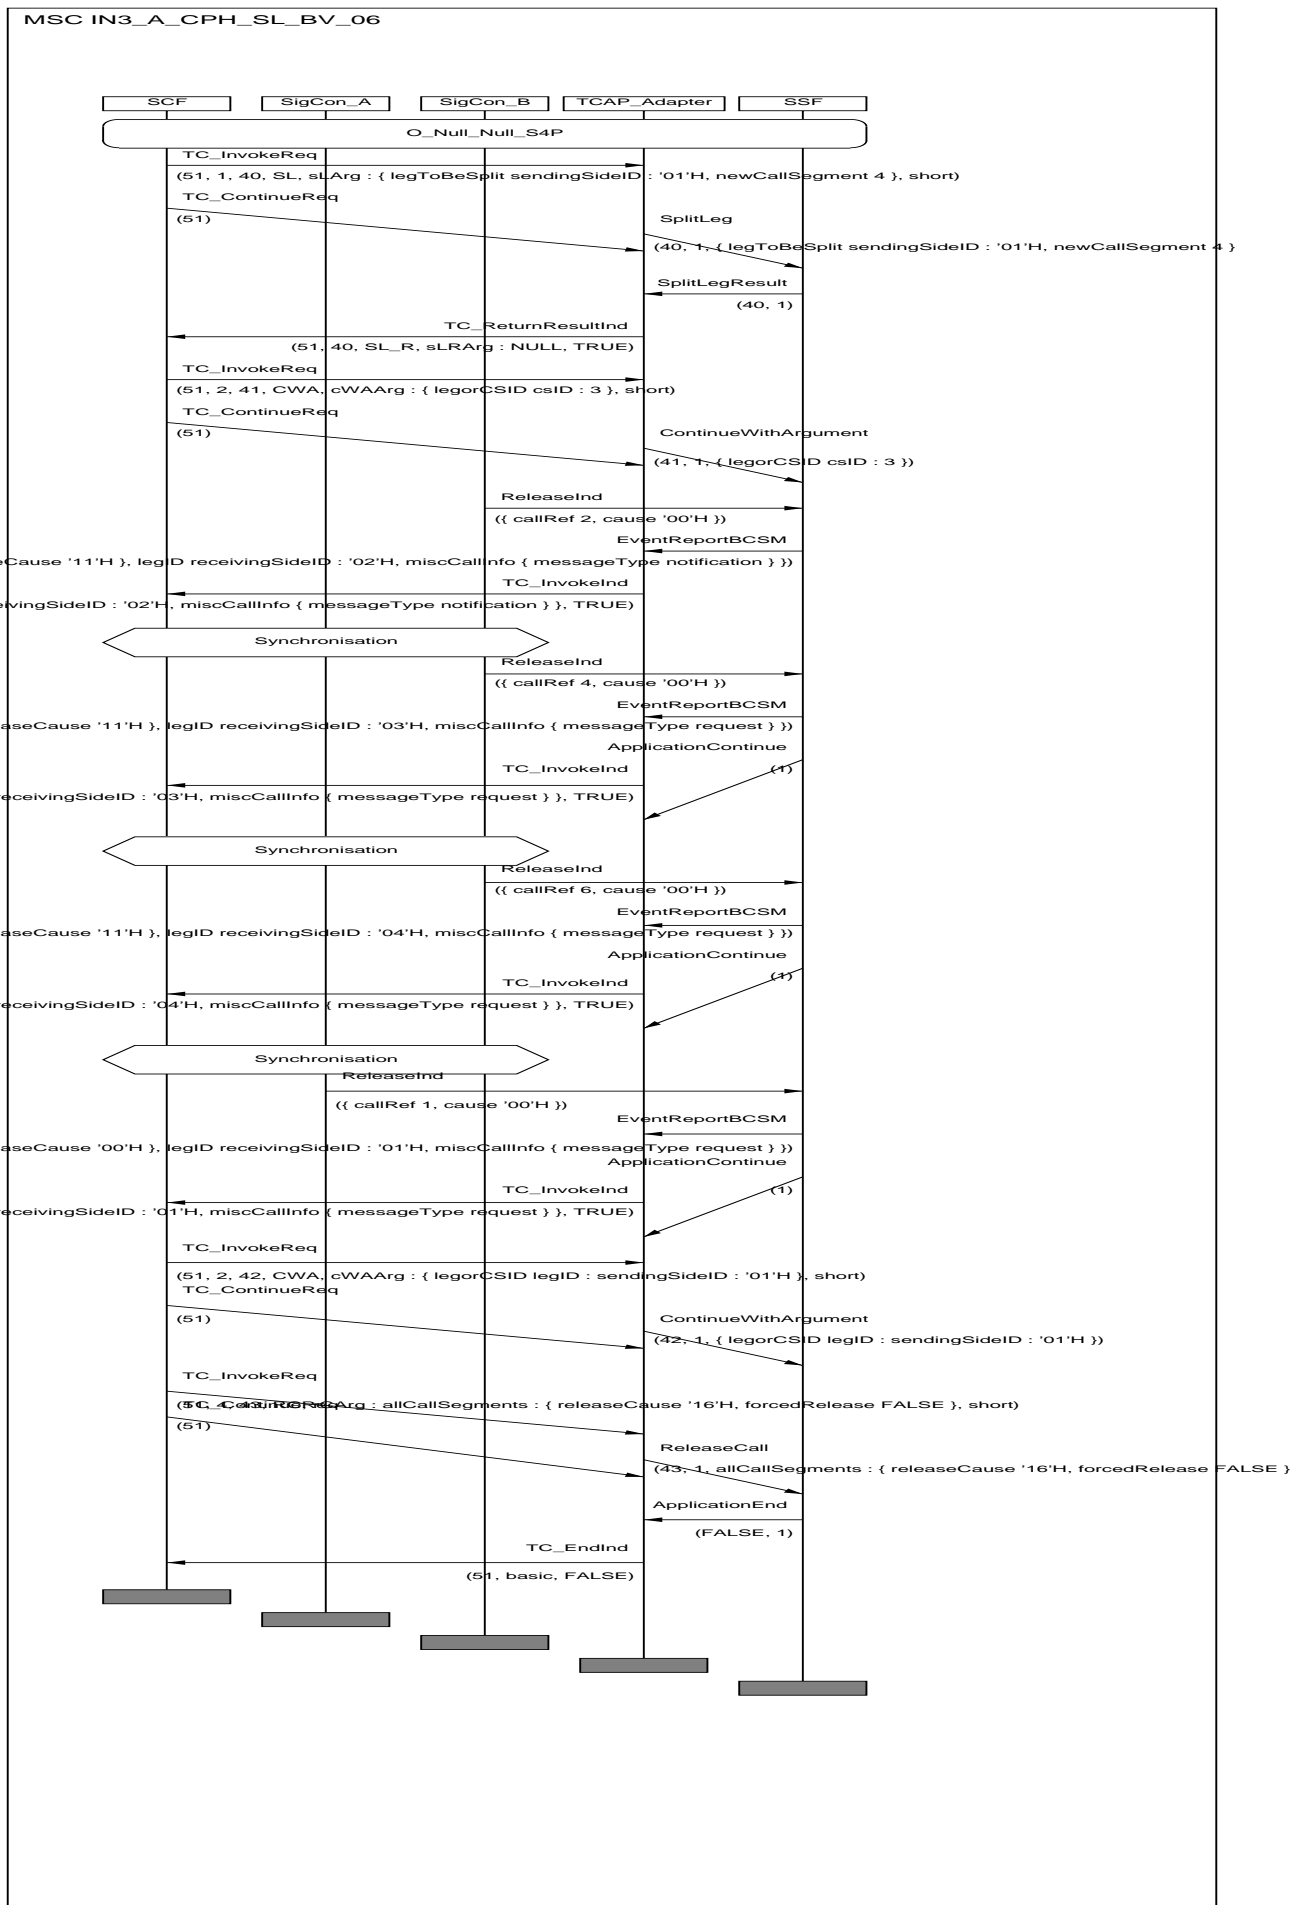 MSC IN3_A_CPH_SL_BV_06
SCF SigCon_A SigCon_B TCAP_Adapter SSF
O_Null_Null_S4P
TC_InvokeReq
(51, 1, 40, SL, sLArg : { legToBeSplit sendingSideID : '01'H, newCallSegment 4 }, short)
TC_ContinueReq
(51)
SplitLeg
(40, 1, { legToBeSplit sendingSideID : '01'H, newCallSegment 4 }
SplitLegResult
(40, 1)
TC_ReturnResultInd
(51, 40, SL_R, sLRArg : NULL, TRUE)
TC_InvokeReq
(51, 2, 41, CWA, cWAArg : { legorCSID csID : 3 }, short)
TC_ContinueReq
(51)
ContinueWithArgument
(41, 1, { legorCSID csID : 3 })
ReleaseInd
({ callRef 2, cause '00'H })
EventReportBCSM
eCause '11'H }, legID receivingSideID : '02'H, miscCallInfo { messageType notification } })
TC_InvokeInd
eivingSideID : '02'H, miscCallInfo { messageType notification } }, TRUE)
Synchronisation
ReleaseInd
({ callRef 4, cause '00'H })
EventReportBCSM
aseCause '11'H }, legID receivingSideID : '03'H, miscCallInfo { messageType request } })
ApplicationContinue
(1)
TC_InvokeInd
eceivingSideID : '03'H, miscCallInfo { messageType request } }, TRUE)
Synchronisation
ReleaseInd
({ callRef 6, cause '00'H })
EventReportBCSM
aseCause '11'H }, legID receivingSideID : '04'H, miscCallInfo { messageType request } })
ApplicationContinue
(1)
TC_InvokeInd
eceivingSideID : '04'H, miscCallInfo { messageType request } }, TRUE)
Synchronisation
ReleaseInd
({ callRef 1, cause '00'H })
EventReportBCSM
aseCause '00'H }, legID receivingSideID : '01'H, miscCallInfo { messageType request } })
ApplicationContinue
(1)
TC_InvokeInd
eceivingSideID : '01'H, miscCallInfo { messageType request } }, TRUE)
TC_InvokeReq
(51, 2, 42, CWA, cWAArg : { legorCSID legID : sendingSideID : '01'H }, short)
TC_ContinueReq
(51)
ContinueWithArgument
(42, 1, { legorCSID legID : sendingSideID : '01'H })
TC_InvokeReq
(51, 4, 43, RC, rCArg : allCallSegments : { releaseCause '16'H, forcedRelease FALSE }, short)
TC_ContinueReq
(51)
ReleaseCall
(43, 1, allCallSegments : { releaseCause '16'H, forcedRelease FALSE }
ApplicationEnd
(FALSE, 1)
TC_EndInd
(51, basic, FALSE)